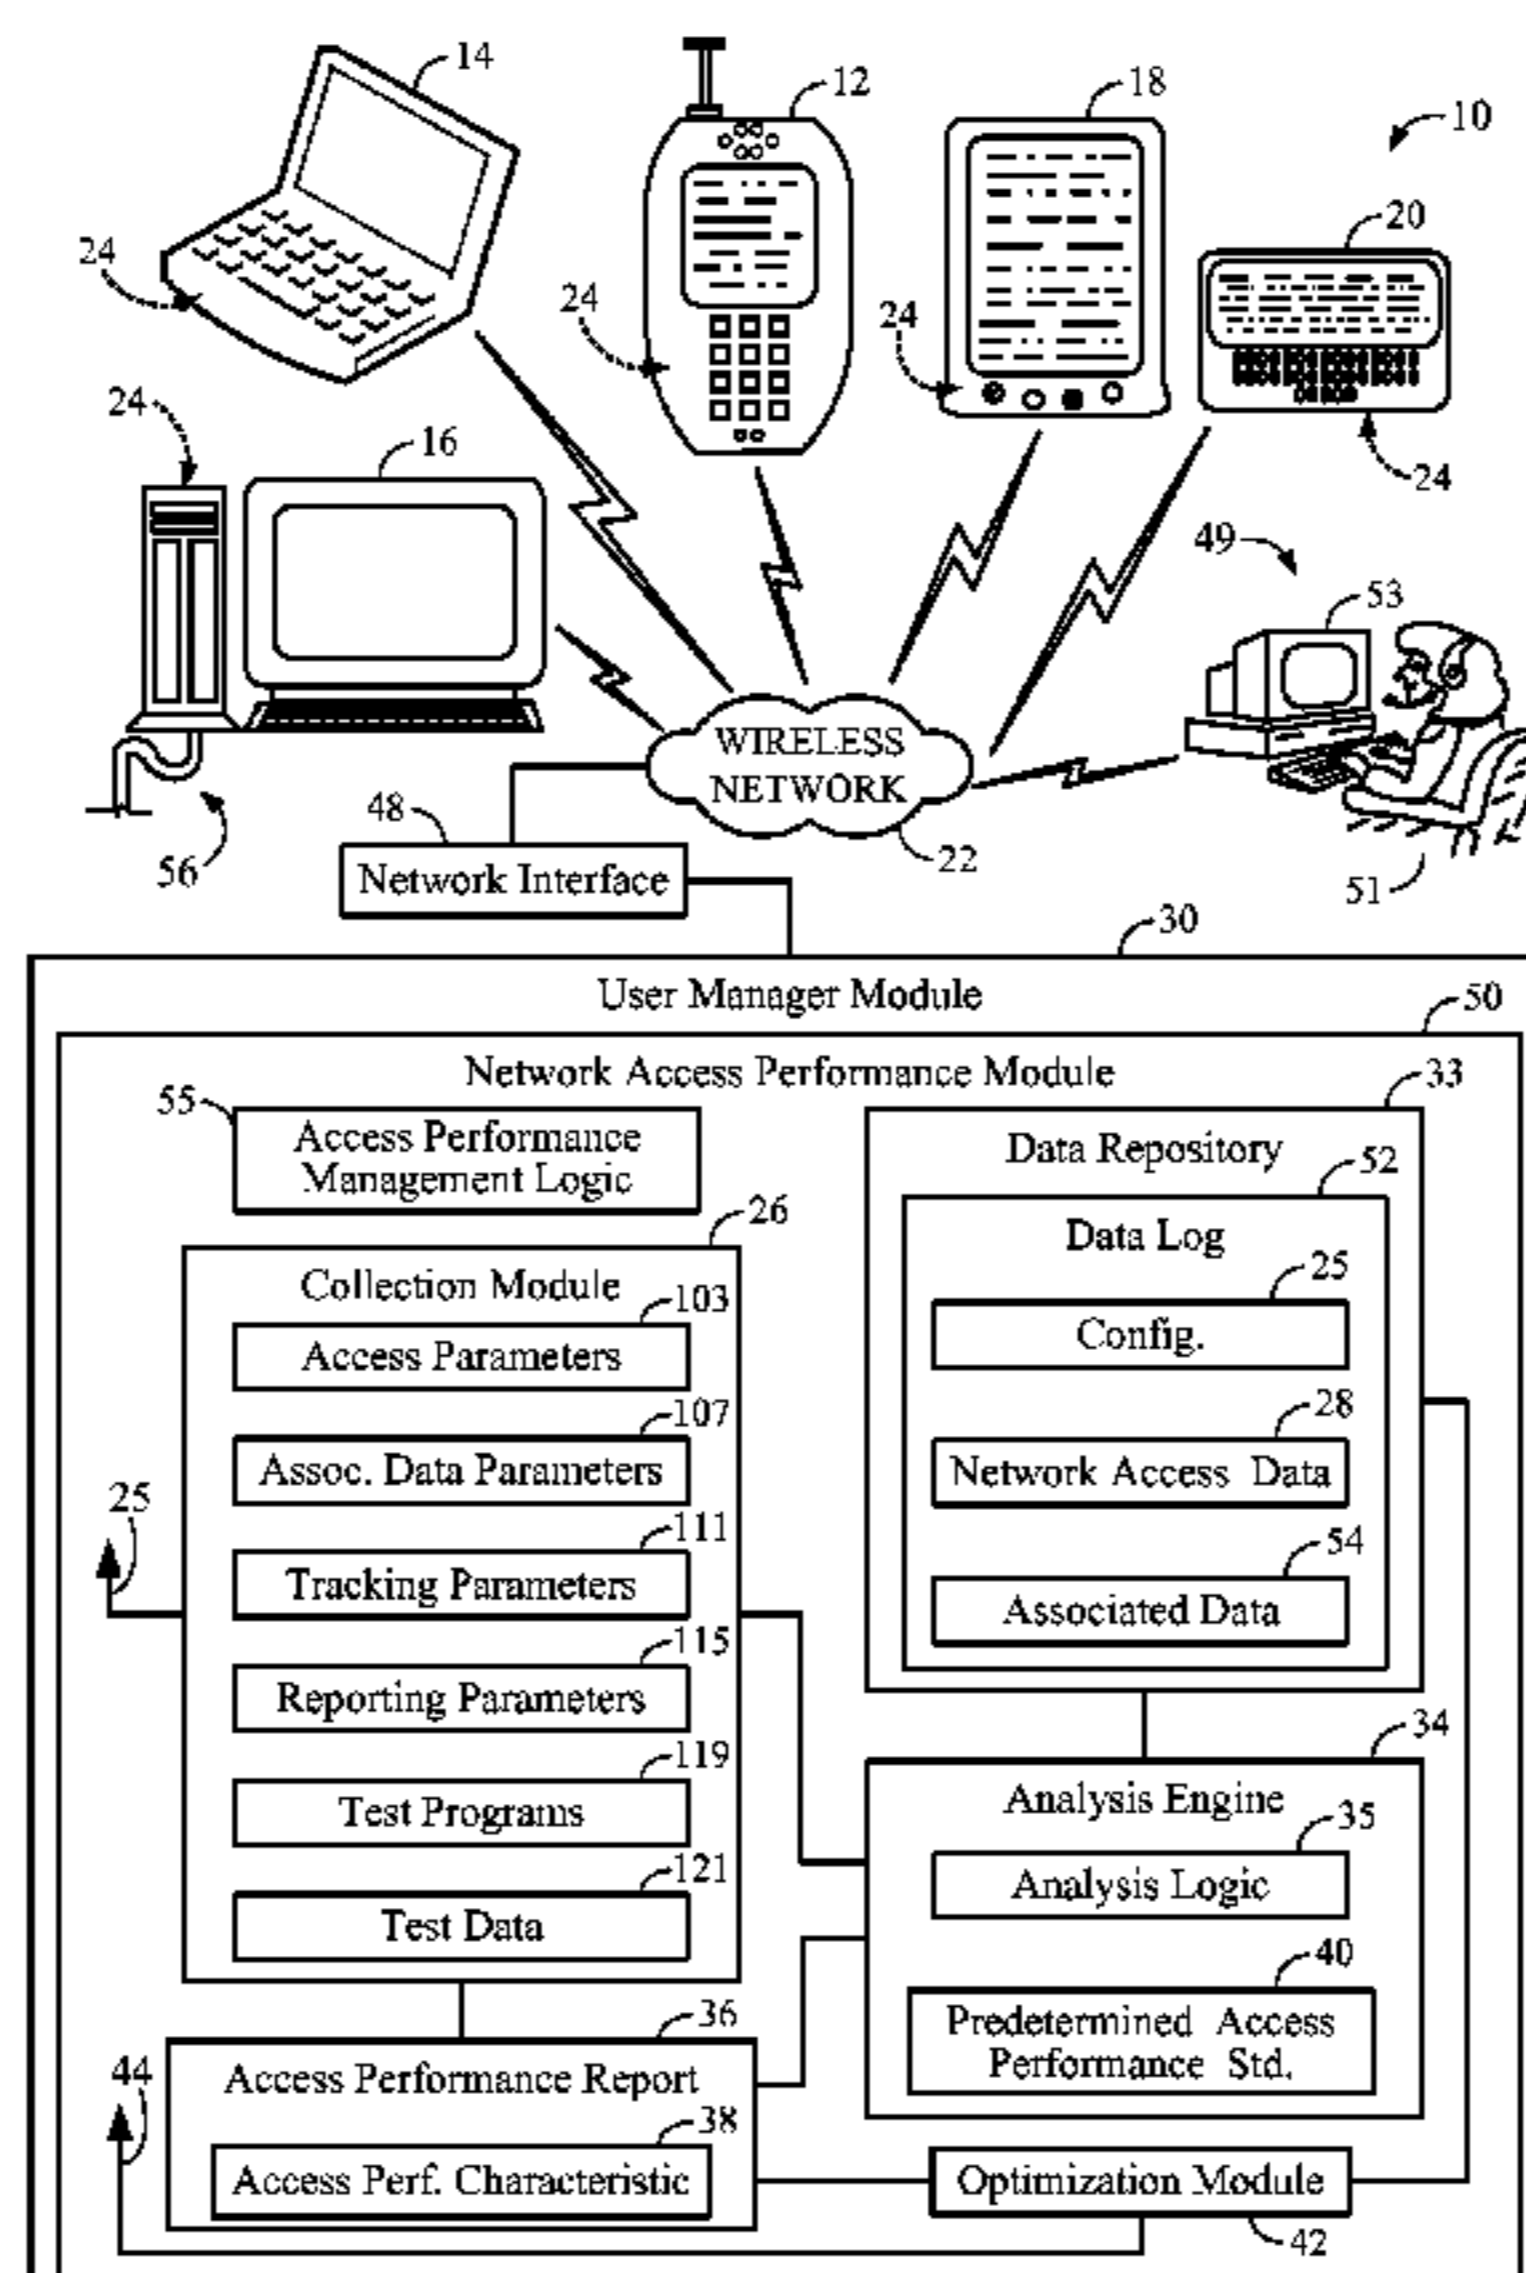 14
12
18
10
20
24
24
24
24
16
24
49
53
WIRELESS
NETWORK
48
22
56
51
Network Interface
30
User Manager Module
50
Network Access Performance Module
33
55
Access Performance
Management Logic
Data Repository
52
26
Data Log
Collection Module
25
103
Config.
Access Parameters
28
107
Network Access Data
Assoc. Data Parameters
25
54
111
Associated Data
Tracking Parameters
115
Reporting Parameters
34
119
Analysis Engine
Test Programs
35
121
Analysis Logic
Test Data
40
36
Predetermined Access
Performance Std.
44
Access Performance Report
38
Access Perf. Characteristic
Optimization Module
42